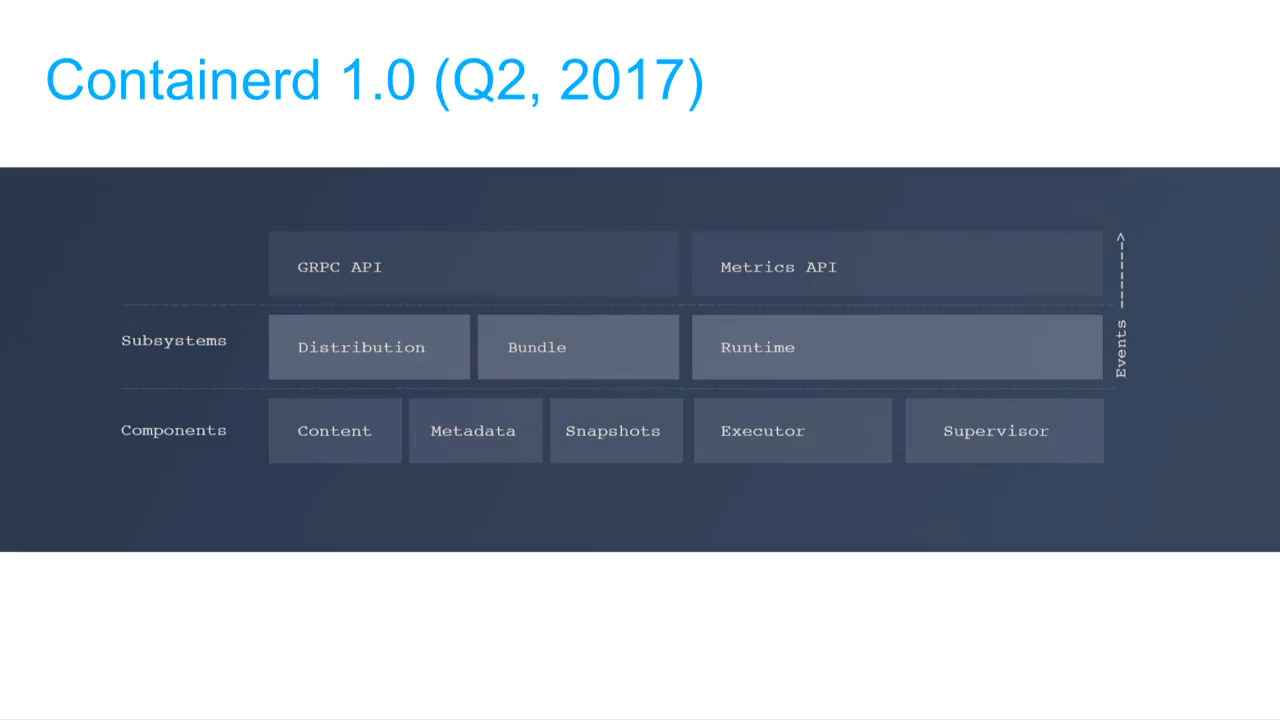 Containerd 1.0 (Q2, 2017)
GRPC API
Metrics API
Subsystems
Distribution
Bundle
Runtime
Events ------->
Components
Content
Metadata
Snapshots
Executor
Supervisor